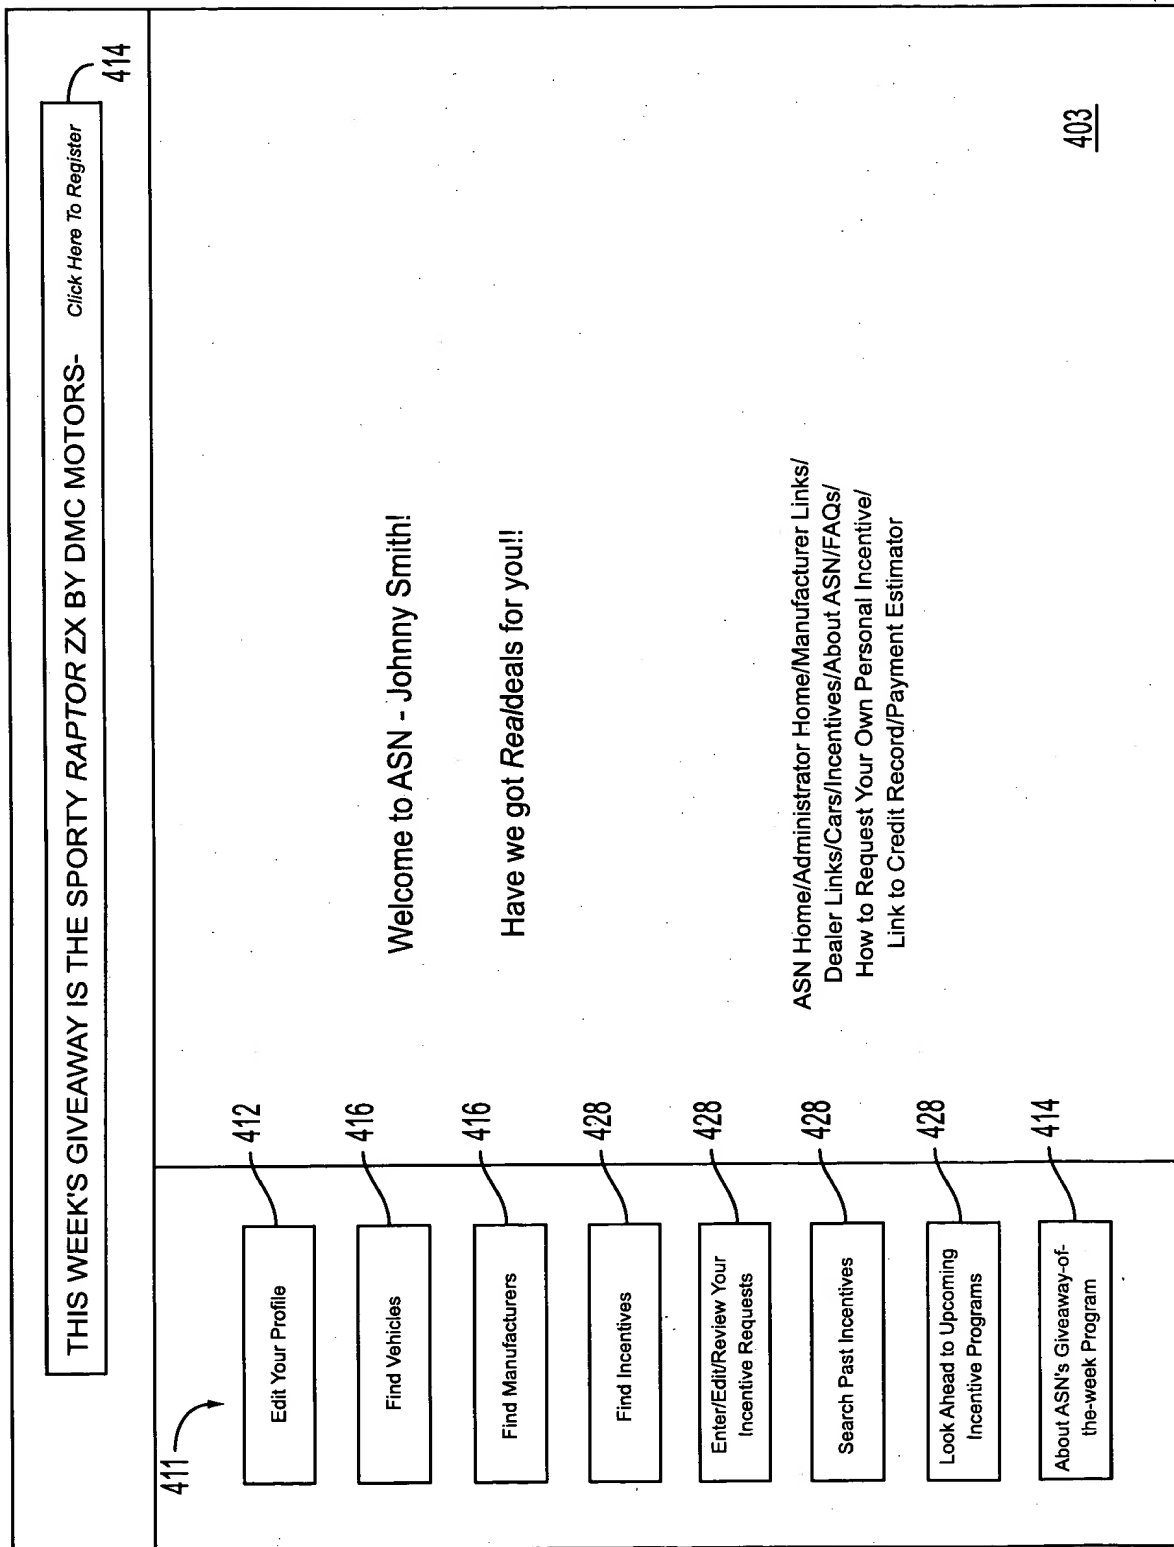 THIS WEEK'S GIVEAWAY IS THE SPORTY RAPTOR ZX BY DMC MOTORS- Click Here To Register
414
411
Edit Your Profile
412
Find Vehicles
416
Find Manufacturers
416
Find Incentives
428
Enter/Edit/Review Your
Incentive Requests
428
Search Past Incentives
428
Look Ahead to Upcoming
Incentive Programs
428
About ASN's Giveaway-of-
the-week Program
414
Welcome to ASN - Johnny Smith!
Have we got Realdeals for you!!
ASN Home/Administrator Home/Manufacturer Links/
Dealer Links/Cars/Incentives/About ASN/FAQs/
How to Request Your Own Personal Incentive/
Link to Credit Record/Payment Estimator
403